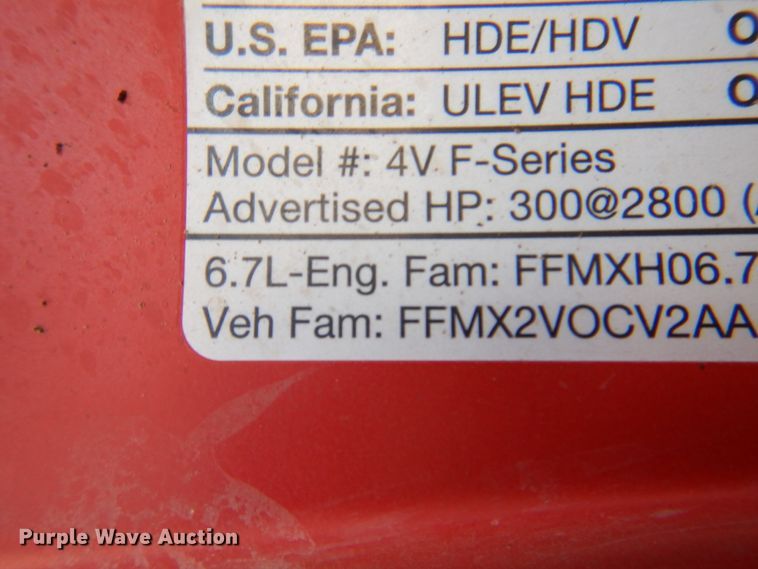 U.S. EPA: HDE/HDV
California: ULEV HDE
Model #: 4V F-Series
Advertised HP: 300@2800
6.7L-Eng. Fam: FFMXH06.7
Veh Fam: FFMX2VOCV2AA
Purple Wave Auction